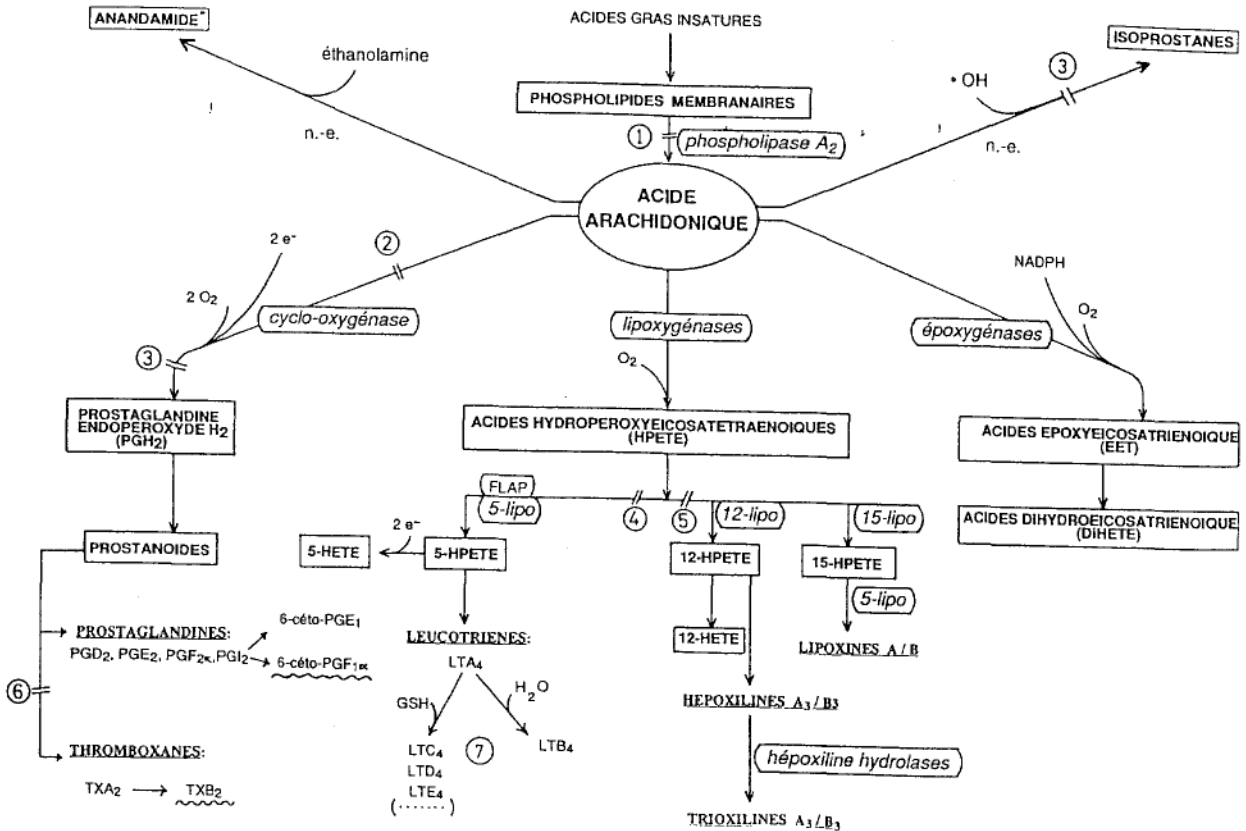 ANANDAMIDE"
ACIDES GRAS INSATURES
ISOPROSTANES
éthanolamine
• OH
③
PHOSPHOLIPIDES MEMBRANAIRES
n.-e.
①
phospholipase A₂
n.-e.
ACIDE
ARACHIDONIQUE
2 e⁻
②
NADPH
2 O₂
cyclo-oxygénase
lipoxygénases
époxygénases
O₂
③
O₂
PROSTAGLANDINE
ENDOPEROXYDE H₂
(PGH₂)
ACIDES HYDROPEROXYEICOSATETRAENOIQUES
(HPETE)
ACIDES EPOXYEICOSATRIENOIQUE
(EET)
FLAP
5-lipo
④
⑤
12-lipo
15-lipo
ACIDES DIHYDROEICOSATRIENOIQUE
(DiHETE)
PROSTANOIDES
5-HETE
2 e⁻
5-HPETE
12-HPETE
15-HPETE
5-lipo
12-HETE
LIPOXINES A/B
PROSTAGLANDINES:
6-céto-PGE₁
PGD₂, PGE₂, PGF₂α, PGI₂
6-céto-PGF₁α
LEUCOTRIENES:
LTA₄
⑥
GSH
H₂O
HEPOXILINES A₃/B₃
THROMBOXANES:
LTC₄
⑦
LTB₄
LTD₄
LTE₄
(.......)
hépoxiline hydrolases
TXA₂
TXB₂
TRIOXILINES A₃/B₃